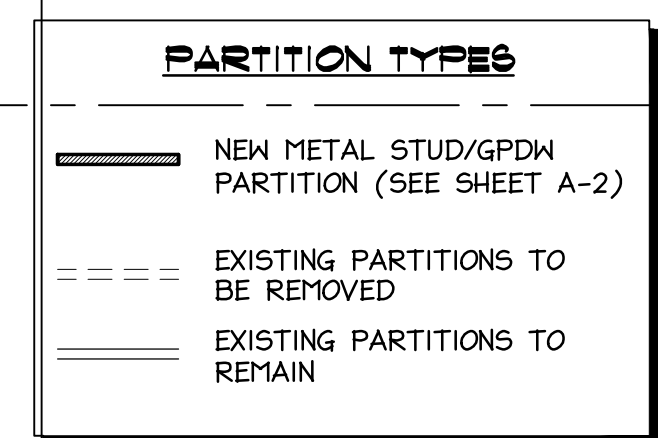 PARTITION TYPES
NEW METAL STUD/GPDW
PARTITION (SEE SHEET A-2)
EXISTING PARTITIONS TO
BE REMOVED
EXISTING PARTITIONS TO
REMAIN